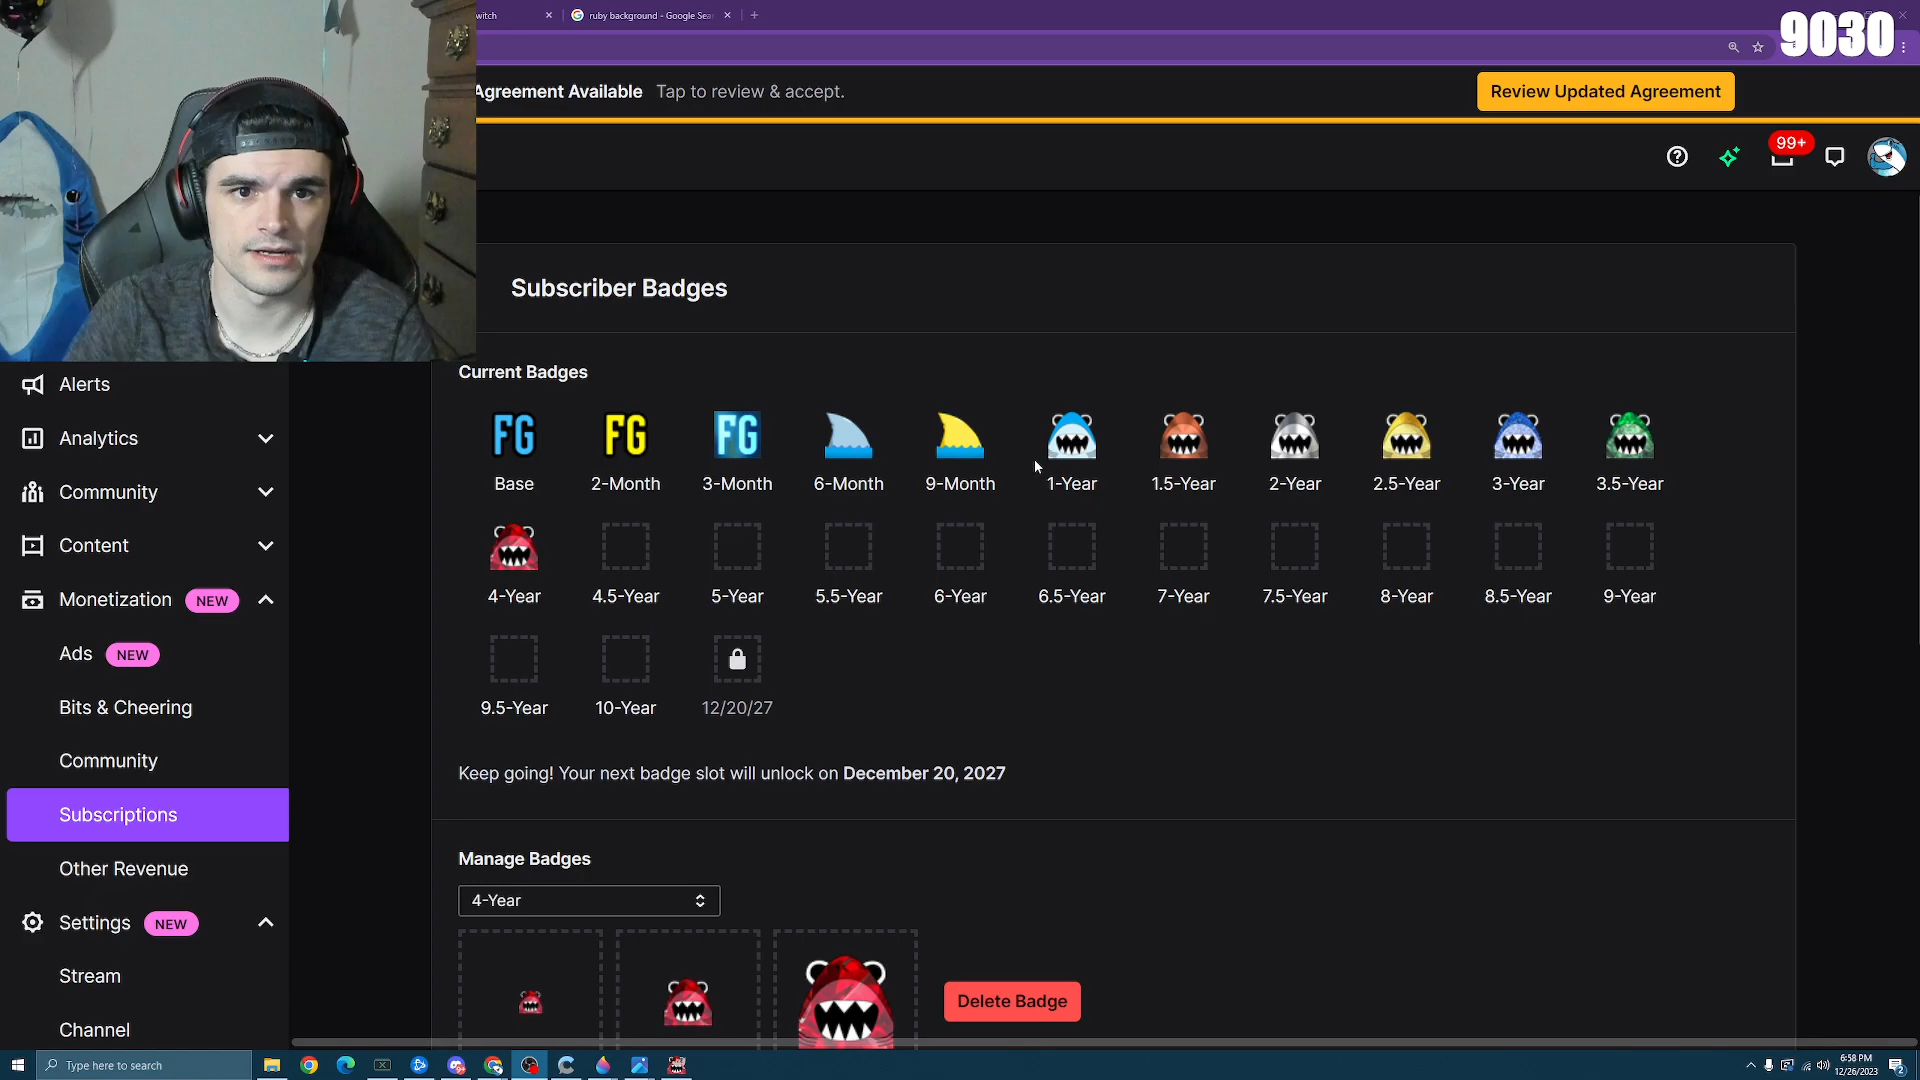 witch
ruby background - Google Sea
9030
Agreement Available Tap to review & accept.
Review Updated Agreement
99+
Subscriber Badges
Current Badges
FG FG FG
Base 2-Month 3-Month 6-Month 9-Month 1-Year 1.5-Year 2-Year 2.5-Year 3-Year 3.5-Year
4-Year 4.5-Year 5-Year 5.5-Year 6-Year 6.5-Year 7-Year 7.5-Year 8-Year 8.5-Year 9-Year
9.5-Year 10-Year 12/20/27
Keep going! Your next badge slot will unlock on December 20, 2027
Manage Badges
4-Year
Delete Badge
Alerts
Analytics
Community
Content
Monetization NEW
Ads NEW
Bits & Cheering
Community
Subscriptions
Other Revenue
Settings NEW
Stream
Channel
Type here to search
6:58 PM
12/26/2023
2